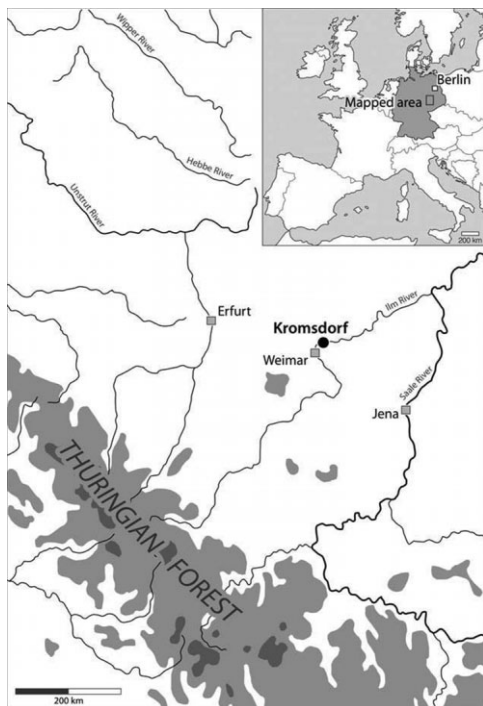 Wipper River
Hebbe River
Unstrut River
Berlin
Mapped area
200 km
Erfurt
Kromsdorf
Ilm River
Weimar
Saale River
Jena
THURINGIAN FOREST
200 km